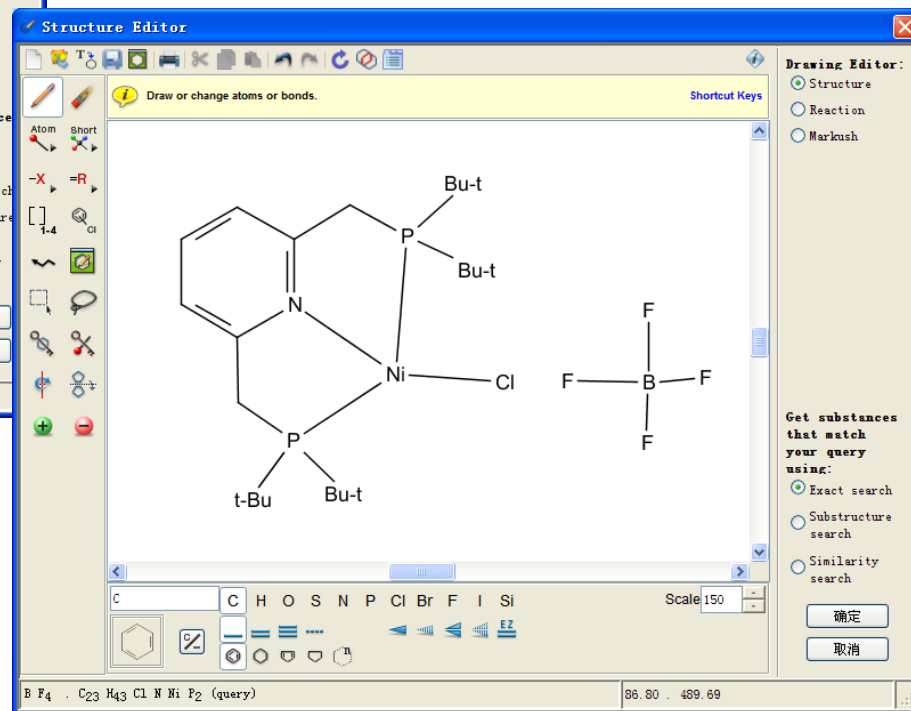 Structure Editor
Draw or change atoms or bonds.
Shortcut Keys
Drawing Editor:
Structure
Reaction
Markush
Atom
Short
-X
=R
[ ]
1-4
Cl
Bu-t
P
Bu-t
N
Ni
Cl
P
t-Bu
Bu-t
F
F
B
F
F
Get substances
that match
your query
using:
Exact search
Substructure
search
Similarity
search
确定
取消
C
C H O S N P Cl Br F I Si
Scale 150
EZ
n
B F4 . C23 H43 Cl N Ni P2 (query)
86.80 . 489.69